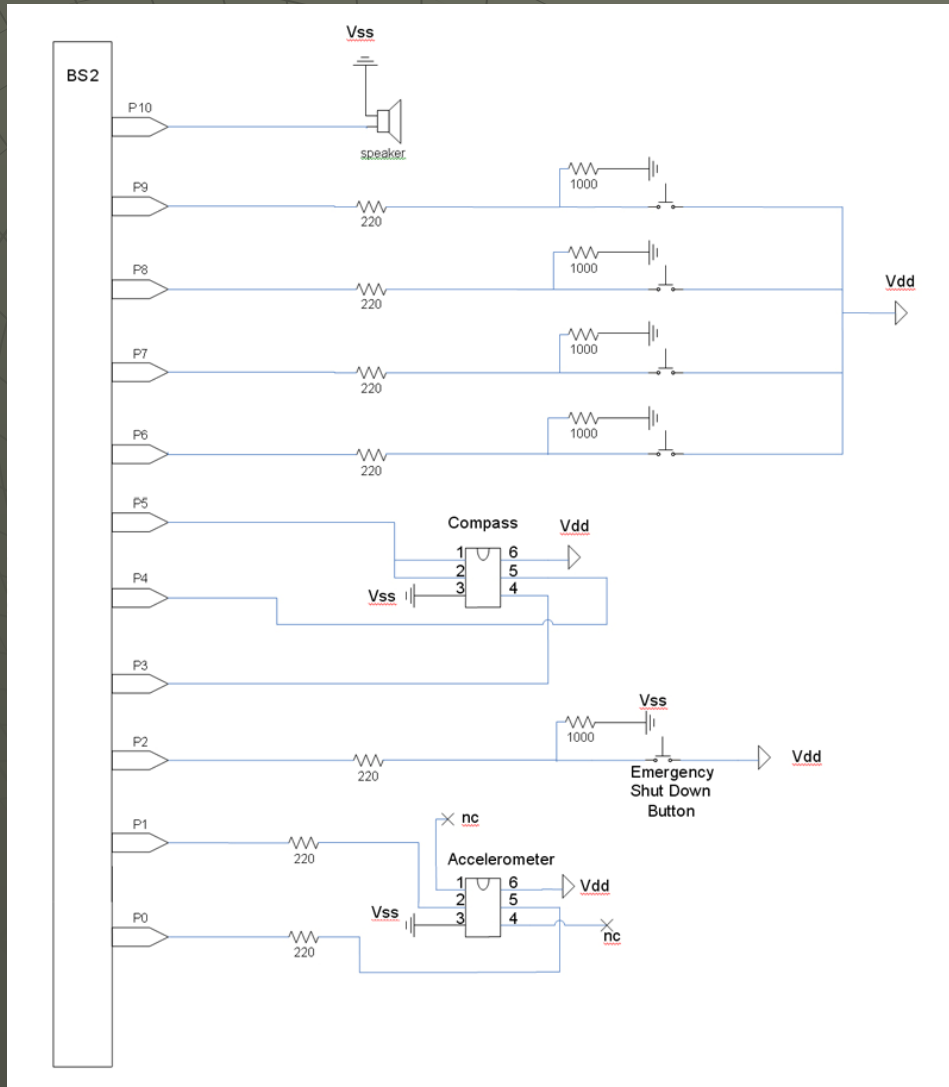 Vss
BS2
P10
speaker
P9
220
1000
P8
220
1000
Vdd
P7
220
1000
P6
220
1000
P5
Compass
Vdd
1 6
2 5
Vss 3 4
P4
P3
Vss
P2
220
1000
Vdd
Emergency
Shut Down
Button
P1
220
nc
Accelerometer
1 6 Vdd
2 5
Vss 3 4
nc
P0
220